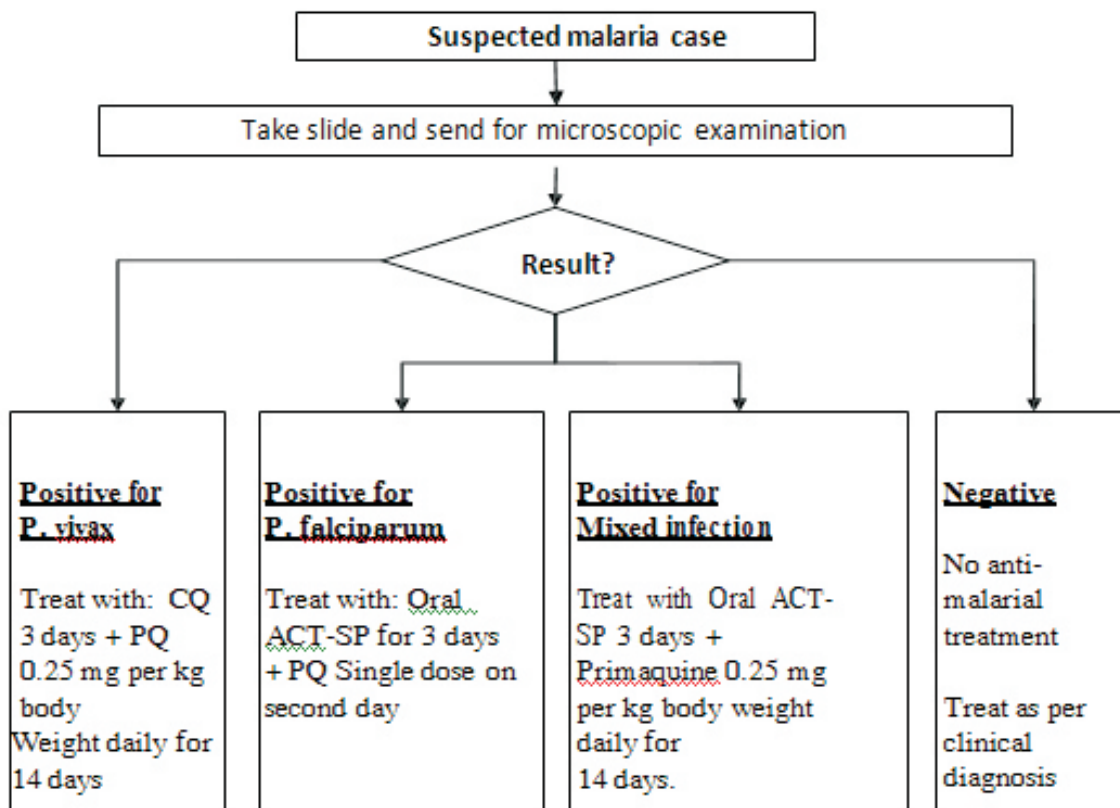 Suspected malaria case
Take slide and send for microscopic examination
Result?
Positive for
P. vivax
Treat with: CQ
3 days + PQ
0.25 mg per kg
body
Weight daily for
14 days
Positive for
P. falciparum
Treat with: Oral
ACT-SP for 3 days
+ PQ Single dose on
second day
Positive for
Mixed infection
Treat with Oral ACT-
SP 3 days +
Primaquine 0.25 mg
per kg body weight
daily for
14 days.
Negative
No anti-
malarial
treatment
Treat as per
clinical
diagnosis